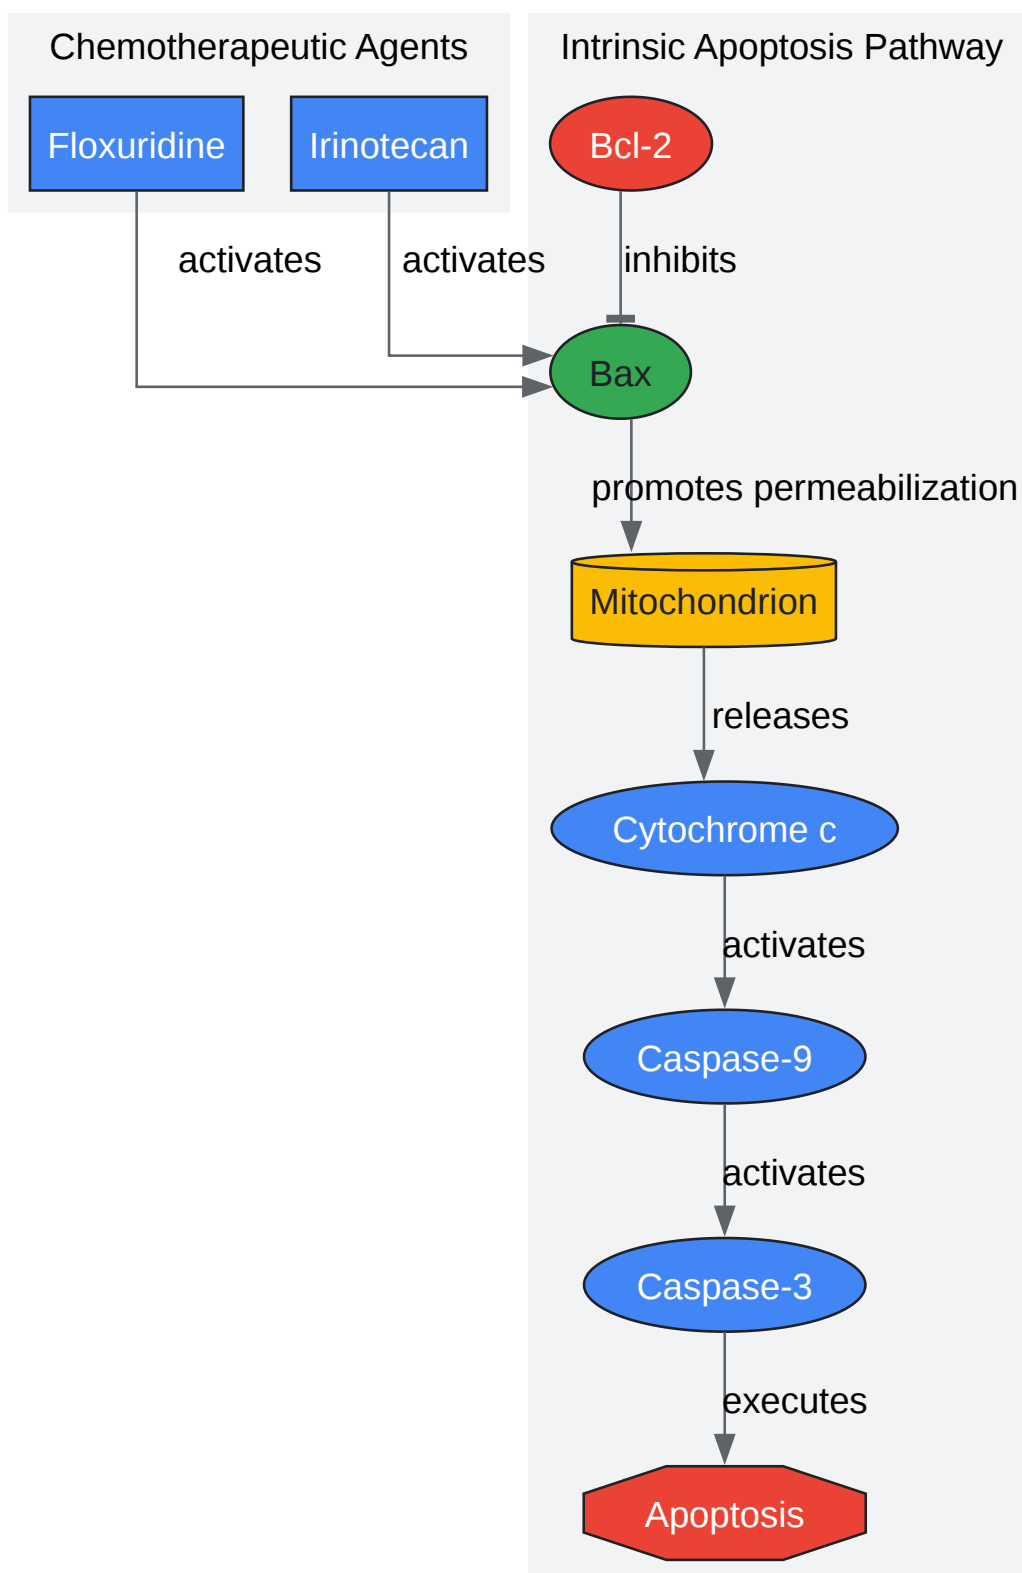 Chemotherapeutic Agents
Intrinsic Apoptosis Pathway
Floxuridine
Irinotecan
Bcl-2
activates
activates
inhibits
Bax
promotes permeabilization
Mitochondrion
releases
Cytochrome c
activates
Caspase-9
activates
Caspase-3
executes
Apoptosis